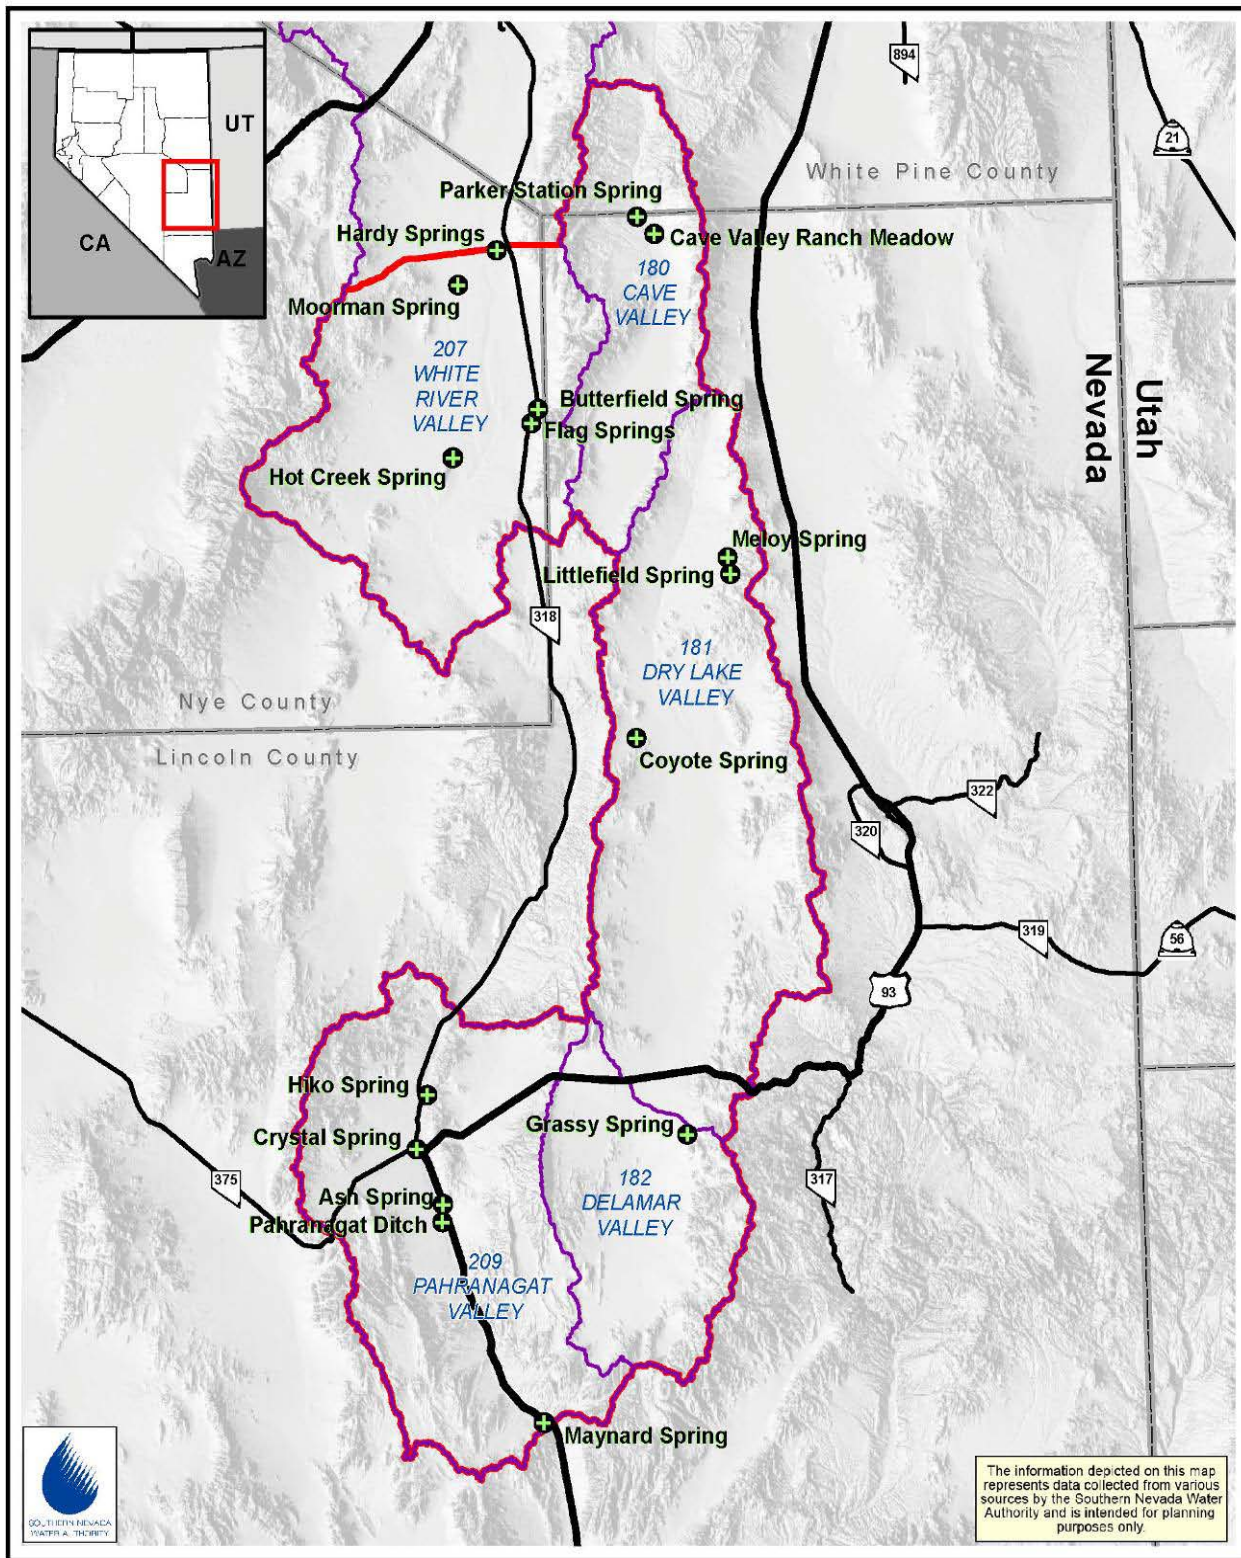 UT
CA
AZ
894
21
White Pine County
Parker Station Spring
Hardy Springs
Cave Valley Ranch Meadow
180
CAVE
VALLEY
Moorman Spring
207
WHITE
RIVER
VALLEY
Nevada
Utah
Butterfield Spring
Flag Springs
Hot Creek Spring
Meloy Spring
Littlefield Spring
318
181
DRY LAKE
VALLEY
Nye County
Lincoln County
Coyote Spring
322
320
319
56
93
Hiko Spring
Grassy Spring
Crystal Spring
375
317
182
DELAMAR
VALLEY
Ash Spring
Pahranagat Ditch
209
PAHRANAGAT
VALLEY
Maynard Spring
SOUTHERN NEVADA
WATER AUTHORITY
The information depicted on this map
represents data collected from various
sources by the Southern Nevada Water
Authority and is intended for planning
purposes only.